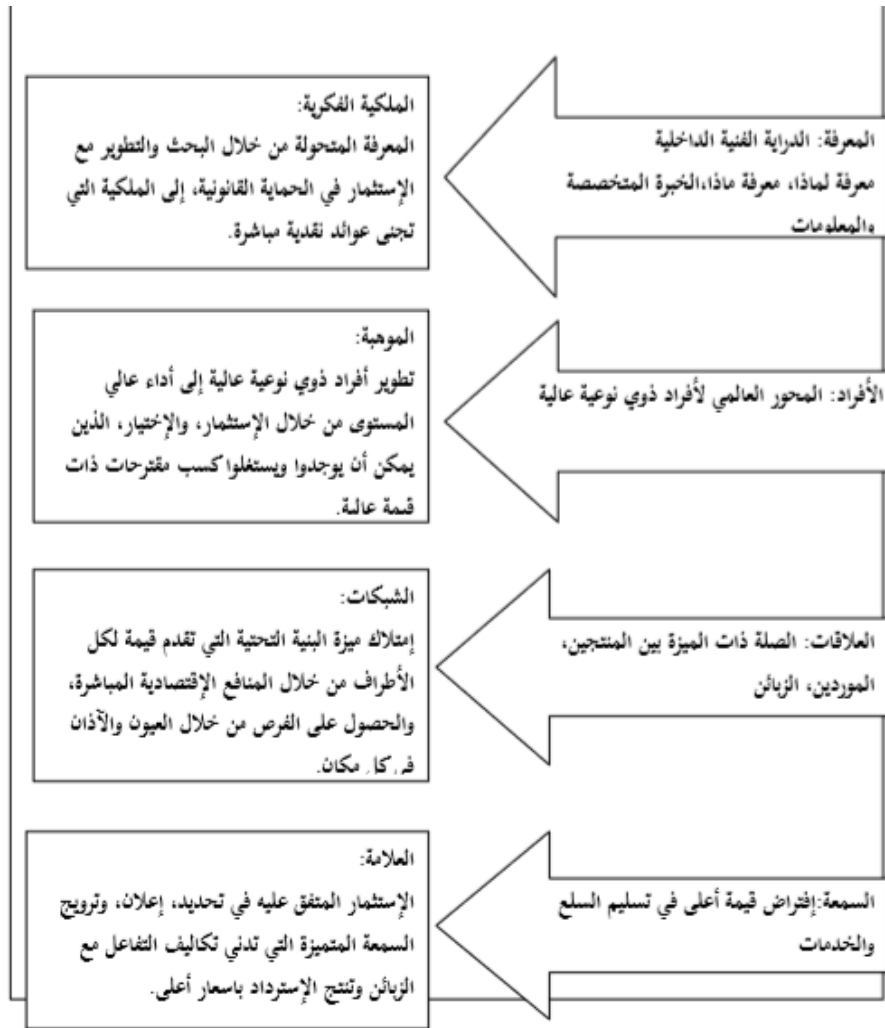 المعرفة: الدراية الفنية الداخلية
معرفة لماذا، معرفة ماذا،الخبرة المتخصصة
والمعلومات
الملكية الفكرية:
المعرفة المتحولة من خلال البحث والتطوير مع
الإستثمار في الحماية القانونية، إلى الملكية التي
تجنى عوائد نقدية مباشرة.
الأفراد: المحور العالمي لأفراد ذوي نوعية عالية
الموهبة:
تطوير أفراد ذوي نوعية عالية إلى أداء عالي
المستوى من خلال الإستثمار، والإختيار، الذين
يمكن أن يوجدوا ويستغلوا كسب مقترحات ذات
قيمة عالية.
العلاقات: الصلة ذات الميزة بين المنتجين،
الموردين، الزبائن
الشبكات:
إمتلاك ميزة البنية التحتية التي تقدم قيمة لكل
الأطراف من خلال المنافع الإقتصادية المباشرة،
والحصول على الفرص من خلال العيون والآذان
في كل مكان.
السمعة:إفتراض قيمة أعلى في تسليم السلع
والخدمات
العلامة:
الإستثمار المتفق عليه في تحديد، إعلان، وترويج
السمعة المتميزة التي تدني تكاليف التفاعل مع
الزبائن وتنتج الإسترداد باسعار أعلى.